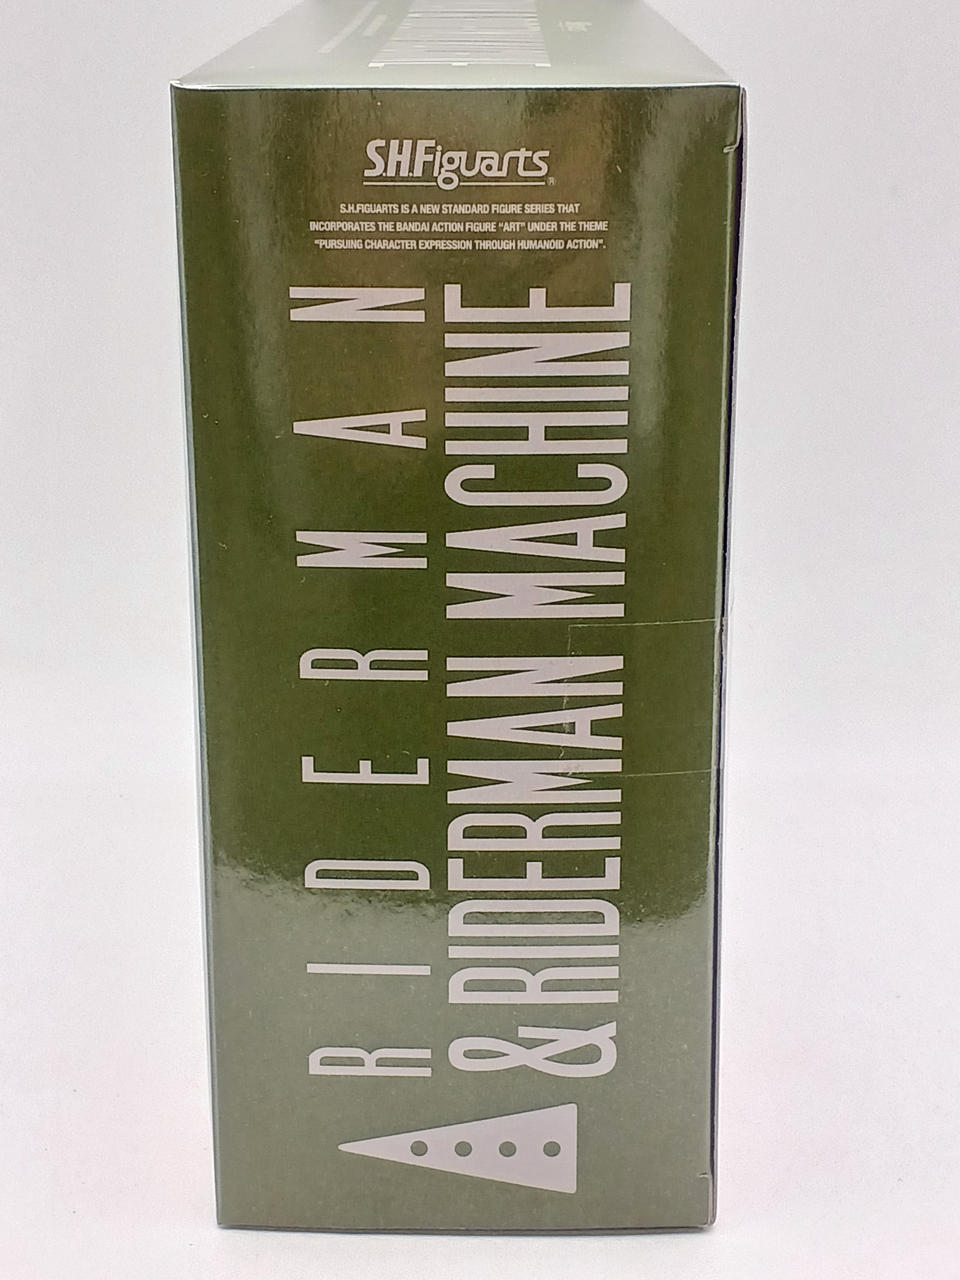 S.H.Figuarts®
S.H.FIGUARTS IS A NEW STANDARD FIGURE SERIES THAT
INCORPORATES THE BANDAI ACTION FIGURE “ART” UNDER THE THEME
“PURSUING CHARACTER EXPRESSION THROUGH HUMANOID ACTION”.
RIDERMAN
& RIDERMAN MACHINE